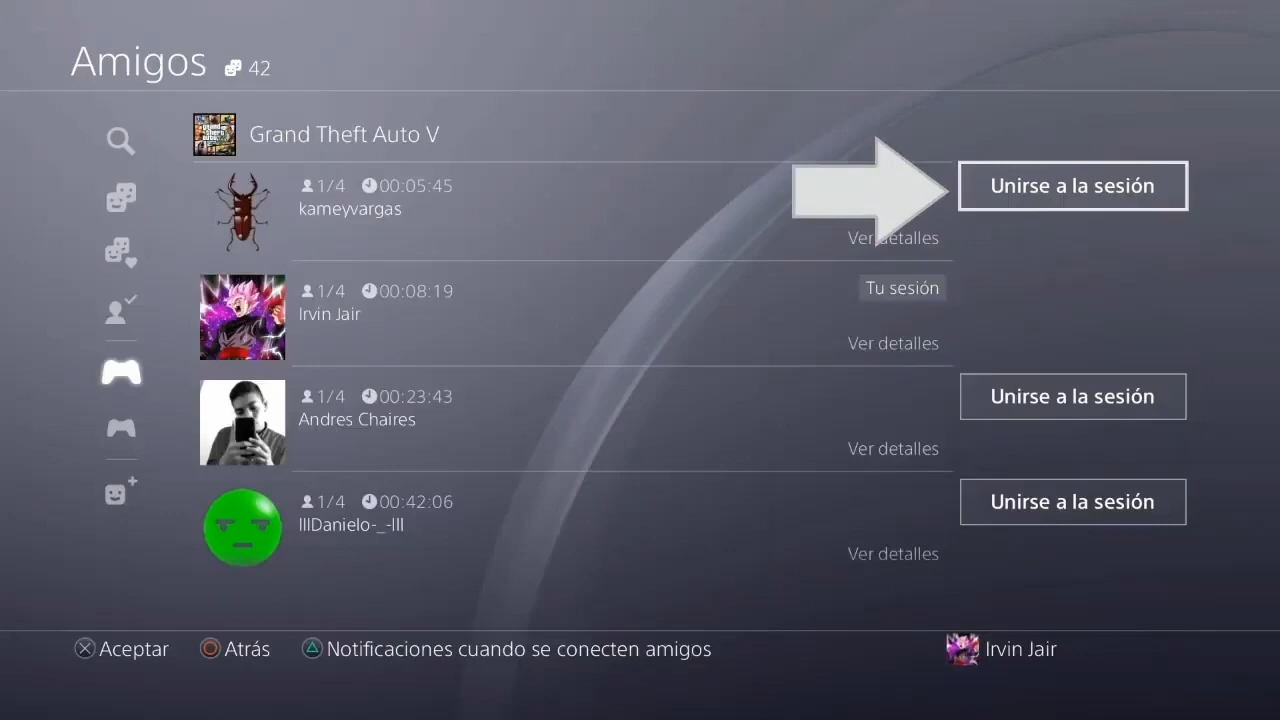 Amigos 42
Grand Theft Auto V
1/4 00:05:45
kameyvargas
Unirse a la sesión
Ver detalles
1/4 00:08:19
Irvin Jair
Tu sesión
Ver detalles
1/4 00:23:43
Andres Chaires
Unirse a la sesión
Ver detalles
1/4 00:42:06
lllDanielo-_-lll
Unirse a la sesión
Ver detalles
Aceptar Atrás Notificaciones cuando se conecten amigos Irvin Jair